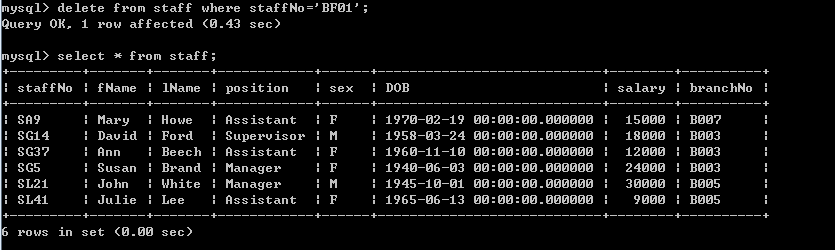 mysql> delete from staff where staffNo='BF01';
Query OK, 1 row affected (0.43 sec)
mysql> select * from staff;
+---------+-------+-------+------------+-----+----------------------------+--------+----------+
| staffNo | fName | lName | position | sex | DOB | salary | branchNo |
+---------+-------+-------+------------+-----+----------------------------+--------+----------+
| SA9 | Mary | Howe | Assistant | F | 1970-02-19 00:00:00.000000 | 15000 | B007 |
| SG14 | David | Ford | Supervisor | M | 1958-03-24 00:00:00.000000 | 18000 | B003 |
| SG37 | Ann | Beech | Assistant | F | 1960-11-10 00:00:00.000000 | 12000 | B003 |
| SG5 | Susan | Brand | Manager | F | 1940-06-03 00:00:00.000000 | 24000 | B003 |
| SL21 | John | White | Manager | M | 1945-10-01 00:00:00.000000 | 30000 | B005 |
| SL41 | Julie | Lee | Assistant | F | 1965-06-13 00:00:00.000000 | 9000 | B005 |
+---------+-------+-------+------------+-----+----------------------------+--------+----------+
6 rows in set (0.00 sec)